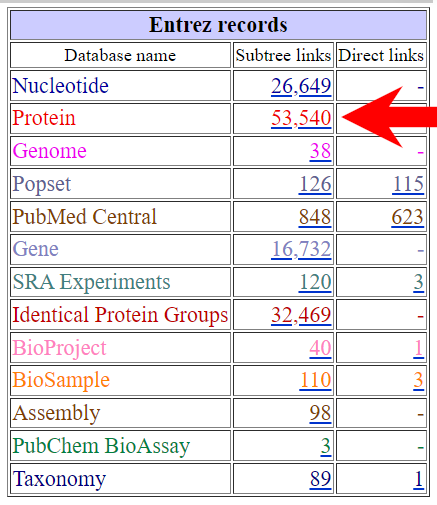 Entrez records
Database name Subtree links Direct links
Nucleotide 26,649 -
Protein 53,540
Genome 38 -
Popset 126 115
PubMed Central 848 623
Gene 16,732 -
SRA Experiments 120 3
Identical Protein Groups 32,469 -
BioProject 40 1
BioSample 110 3
Assembly 98 -
PubChem BioAssay 3 -
Taxonomy 89 1